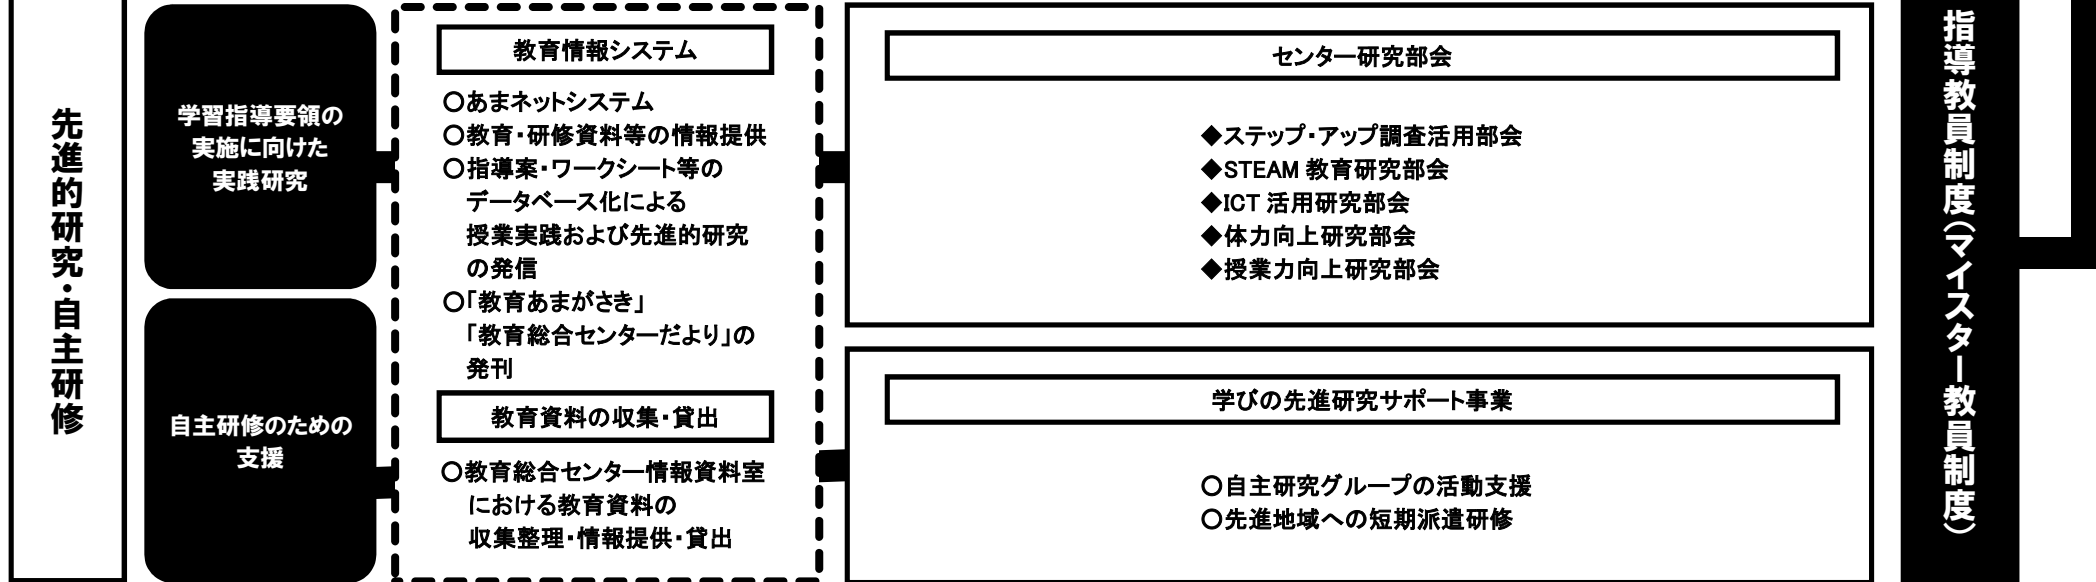 先進的研究・自主研修
学習指導要領の
実施に向けた
実践研究
自主研修のための
支援
教育情報システム
〇あまネットシステム
〇教育・研修資料等の情報提供
〇指導案・ワークシート等の
データベース化による
授業実践および先進的研究
の発信
〇「教育あまがさき」
「教育総合センターだより」の
発刊
教育資料の収集・貸出
〇教育総合センター情報資料室
における教育資料の
収集整理・情報提供・貸出
センター研究部会
◆ステップ・アップ調査活用部会
◆STEAM 教育研究部会
◆ICT 活用研究部会
◆体力向上研究部会
◆授業力向上研究部会
学びの先進研究サポート事業
〇自主研究グループの活動支援
〇先進地域への短期派遣研修
指導教員制度（マイスター教員制度）